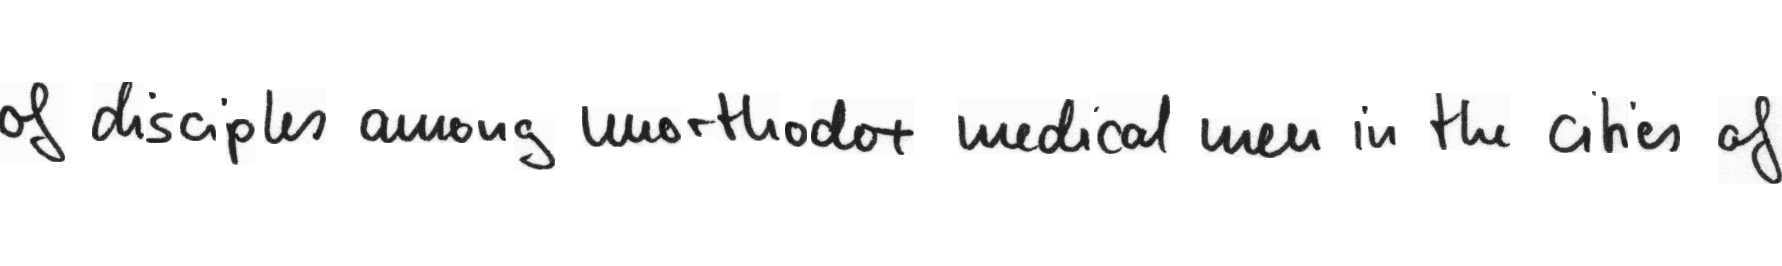 of disciples among unorthodox medical men in the cities of